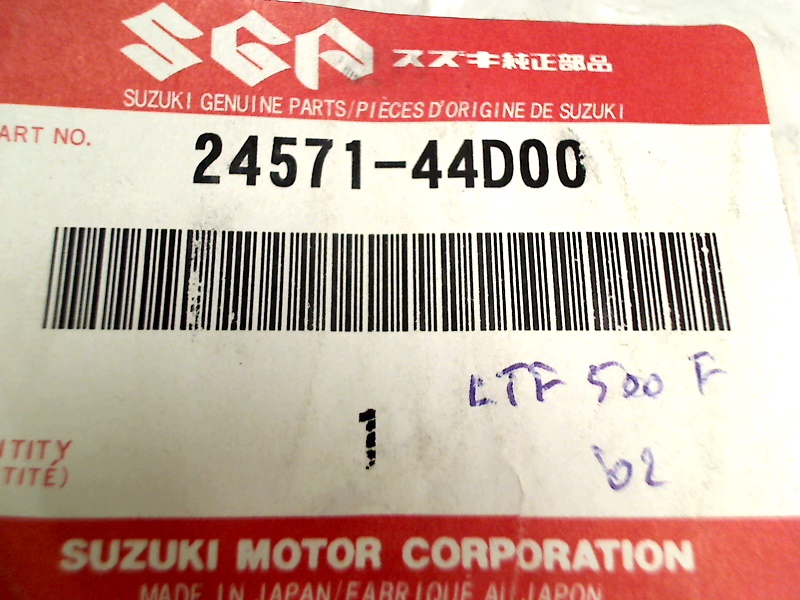 SGP スズキ純正部品
SUZUKI GENUINE PARTS/PIÈCES D'ORIGINE DE SUZUKI
ART NO. 24571-44D00
LTF 500 F
NTITY 1
TITÉ)
'02
SUZUKI MOTOR CORPORATION
MADE IN JAPAN/FABRIQUÉ AU JAPON